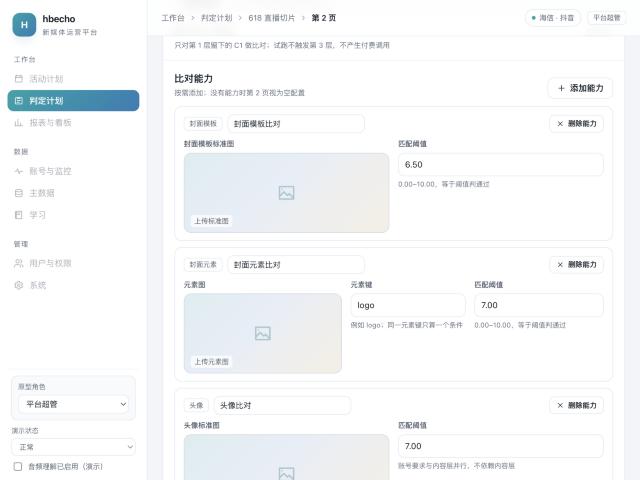 H
hbecho
新媒体运营平台
工作台
活动计划
判定计划
报表与看板
数据
账号与监控
主数据
学习
管理
用户与权限
系统
原型角色
平台超管
演示状态
正常
音频理解已启用（演示）
工作台 > 判定计划 > 618 直播切片 > 第 2 页
海信 · 抖音
平台超管
只对第 1 层留下的 C1 做比对；试跑不触发第 3 层，不产生付费调用
比对能力
按需添加；没有能力时第 2 页视为空配置
+ 添加能力
封面模板
封面模板比对
× 删除能力
封面模板标准图
上传标准图
匹配阈值
6.50
0.00–10.00，等于阈值判通过
封面元素
封面元素比对
× 删除能力
元素图
上传元素图
元素键
logo
例如 logo；同一元素键只算一个条件
匹配阈值
7.00
0.00–10.00，等于阈值判通过
头像
头像比对
× 删除能力
头像标准图
匹配阈值
7.00
账号要求与内容层并行，不依赖内容层